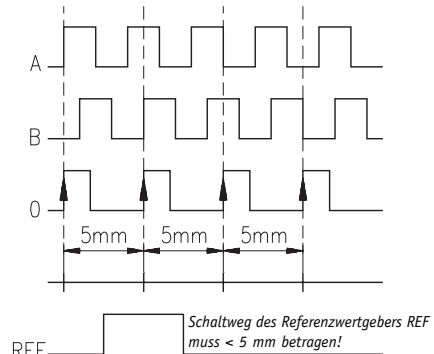 A
B
0
5mm 5mm 5mm
Schaltweg des Referenzwertgebers REF
muss < 5 mm betragen!
REF